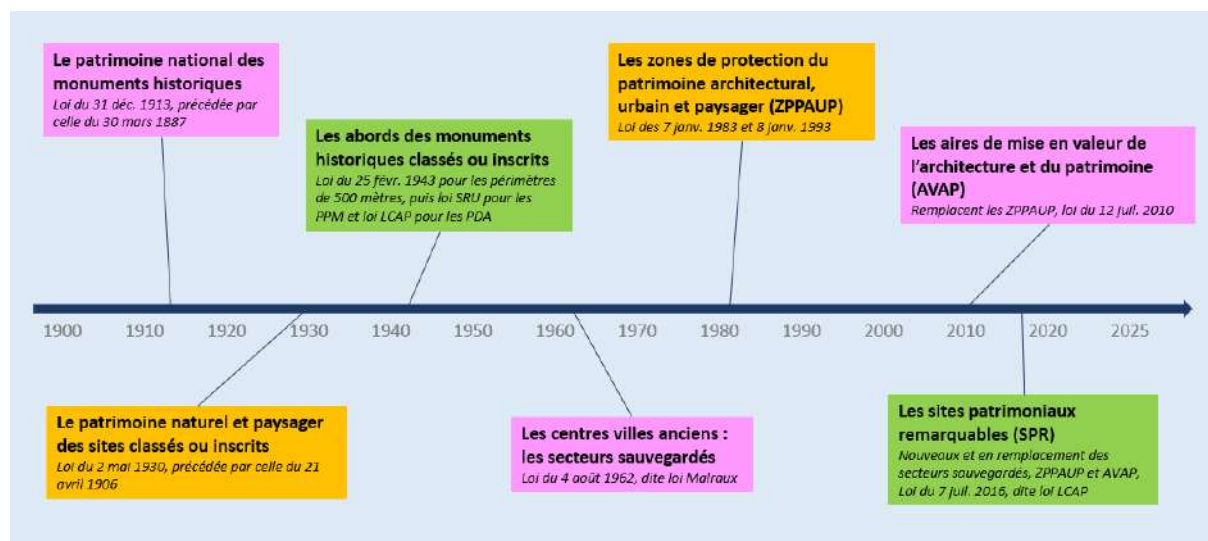 Le patrimoine national des
monuments historiques
Loi du 31 déc. 1913, précédée par
celle du 30 mars 1887
Les abords des monuments
historiques classés ou inscrits
Loi du 25 févr. 1943 pour les périmètres
de 500 mètres, puis loi SRU pour les
PPM et loi LCAP pour les PDA
Les zones de protection du
patrimoine architectural,
urbain et paysager (ZPPAUP)
Loi des 7 janv. 1983 et 8 janv. 1993
Les aires de mise en valeur de
l'architecture et du patrimoine
(AVAP)
Remplacent les ZPPAUP, loi du 12 juil. 2010
1900 1910 1920 1930 1940 1950 1960 1970 1980 1990 2000 2010 2020 2025
Le patrimoine naturel et paysager
des sites classés ou inscrits
Loi du 2 mai 1930, précédée par celle du 21
avril 1906
Les centres villes anciens :
les secteurs sauvegardés
Loi du 4 août 1962, dite loi Malraux
Les sites patrimoniaux
remarquables (SPR)
Nouveaux et en remplacement des
secteurs sauvegardés, ZPPAUP et AVAP,
Loi du 7 juil. 2016, dite loi LCAP